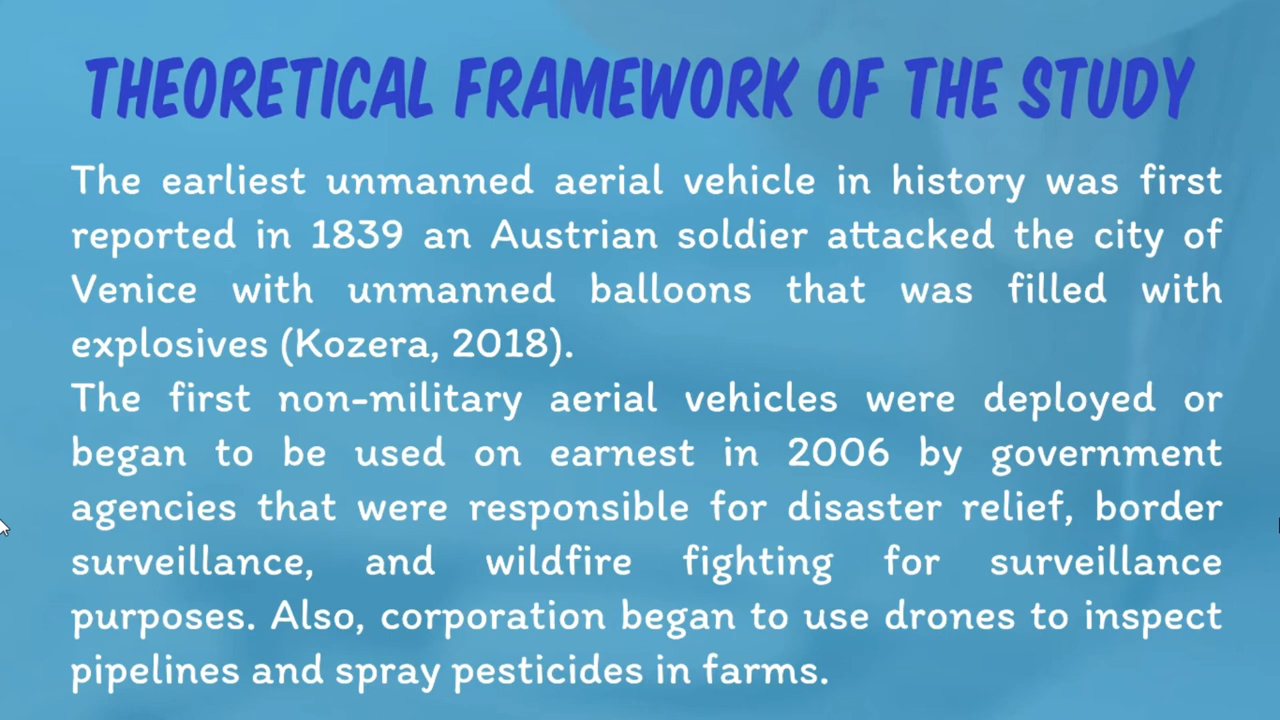 THEORETICAL FRAMEWORK OF THE STUDY
The earliest unmanned aerial vehicle in history was first
reported in 1839 an Austrian soldier attacked the city of
Venice with unmanned balloons that was filled with
explosives (Kozera, 2018).
The first non-military aerial vehicles were deployed or
began to be used on earnest in 2006 by government
agencies that were responsible for disaster relief, border
surveillance, and wildfire fighting for surveillance
purposes. Also, corporation began to use drones to inspect
pipelines and spray pesticides in farms.